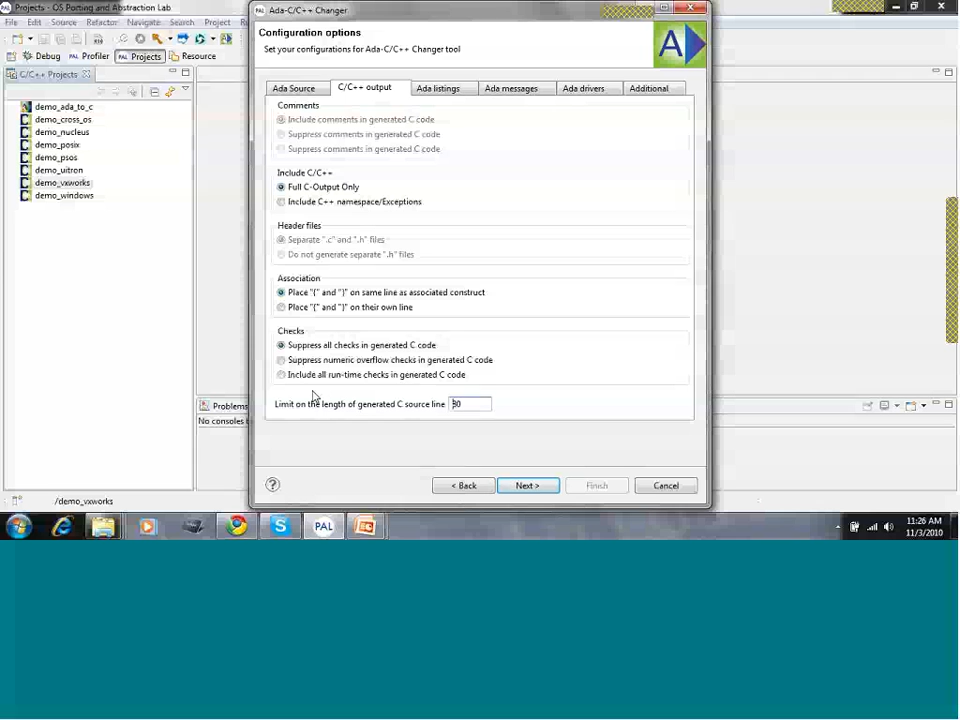 Projects - OS Porting and Abstraction Lab
File Edit Source Refactor Navigate Search Project
Debug Profiler Projects Resource
C/C++ Projects
demo_ada_to_c
demo_cross_os
demo_nucleus
demo_posix
demo_psos
demo_uitron
demo_vxworks
demo_windows
Ada-C/C++ Changer
Configuration options
Set your configurations for Ada-C/C++ Changer tool
Ada Source C/C++ output Ada listings Ada messages Ada drivers Additional
Comments
Include comments in generated C code
Suppress comments in generated C code
Suppress comments in generated C code
Include C/C++
Full C-Output Only
Include C++ namespace/Exceptions
Header files
Separate ".c" and ".h" files
Do not generate separate ".h" files
Association
Place "{" and "}" on same line as associated construct
Place "{" and "}" on their own line
Checks
Suppress all checks in generated C code
Suppress numeric overflow checks in generated C code
Include all run-time checks in generated C code
Limit on the length of generated C source line 80
< Back Next > Finish Cancel
Problems
No consoles
/demo_vxworks
PAL
11:26 AM
11/3/2010